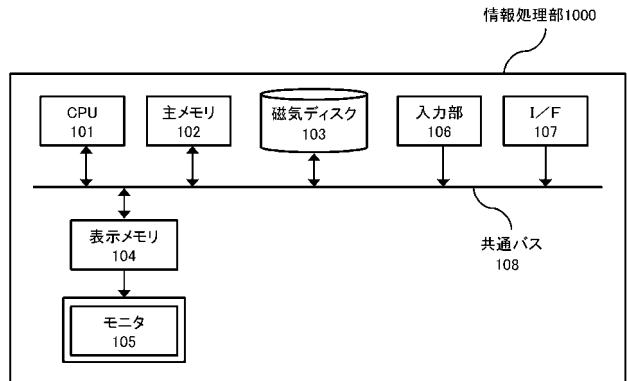 情報処理部1000
CPU
101
主メモリ
102
磁気ディスク
103
入力部
106
I/F
107
表示メモリ
104
共通バス
108
モニタ
105